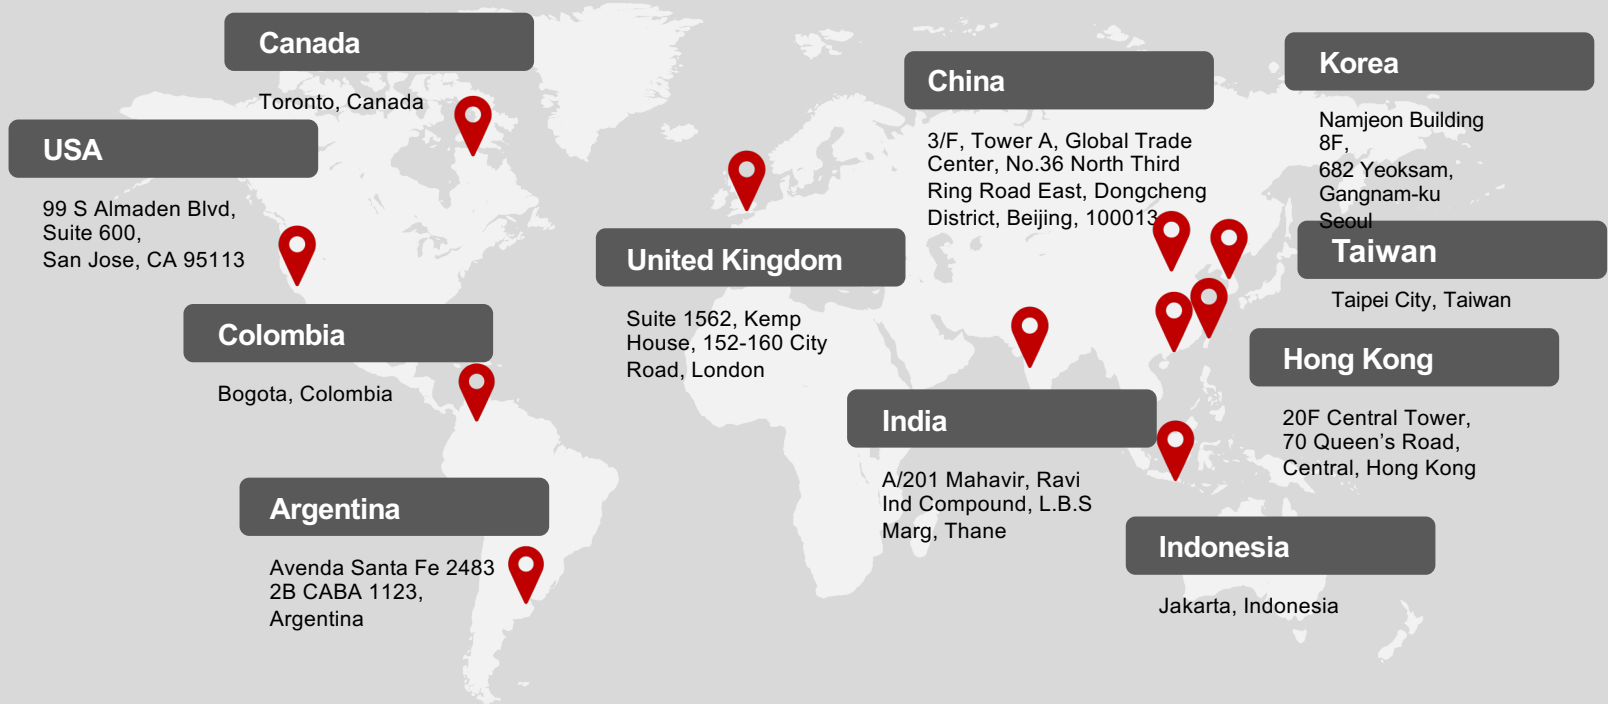 Canada
Toronto, Canada
USA
99 S Almaden Blvd,
Suite 600,
San Jose, CA 95113
Colombia
Bogota, Colombia
Argentina
Avenda Santa Fe 2483
2B CABA 1123,
Argentina
United Kingdom
Suite 1562, Kemp
House, 152-160 City
Road, London
China
3/F, Tower A, Global Trade
Center, No.36 North Third
Ring Road East, Dongcheng
District, Beijing, 100013
India
A/201 Mahavir, Ravi
Ind Compound, L.B.S
Marg, Thane
Korea
Namjeon Building
8F,
682 Yeoksam,
Gangnam-ku
Seoul
Taiwan
Taipei City, Taiwan
Hong Kong
20F Central Tower,
70 Queen’s Road,
Central, Hong Kong
Indonesia
Jakarta, Indonesia